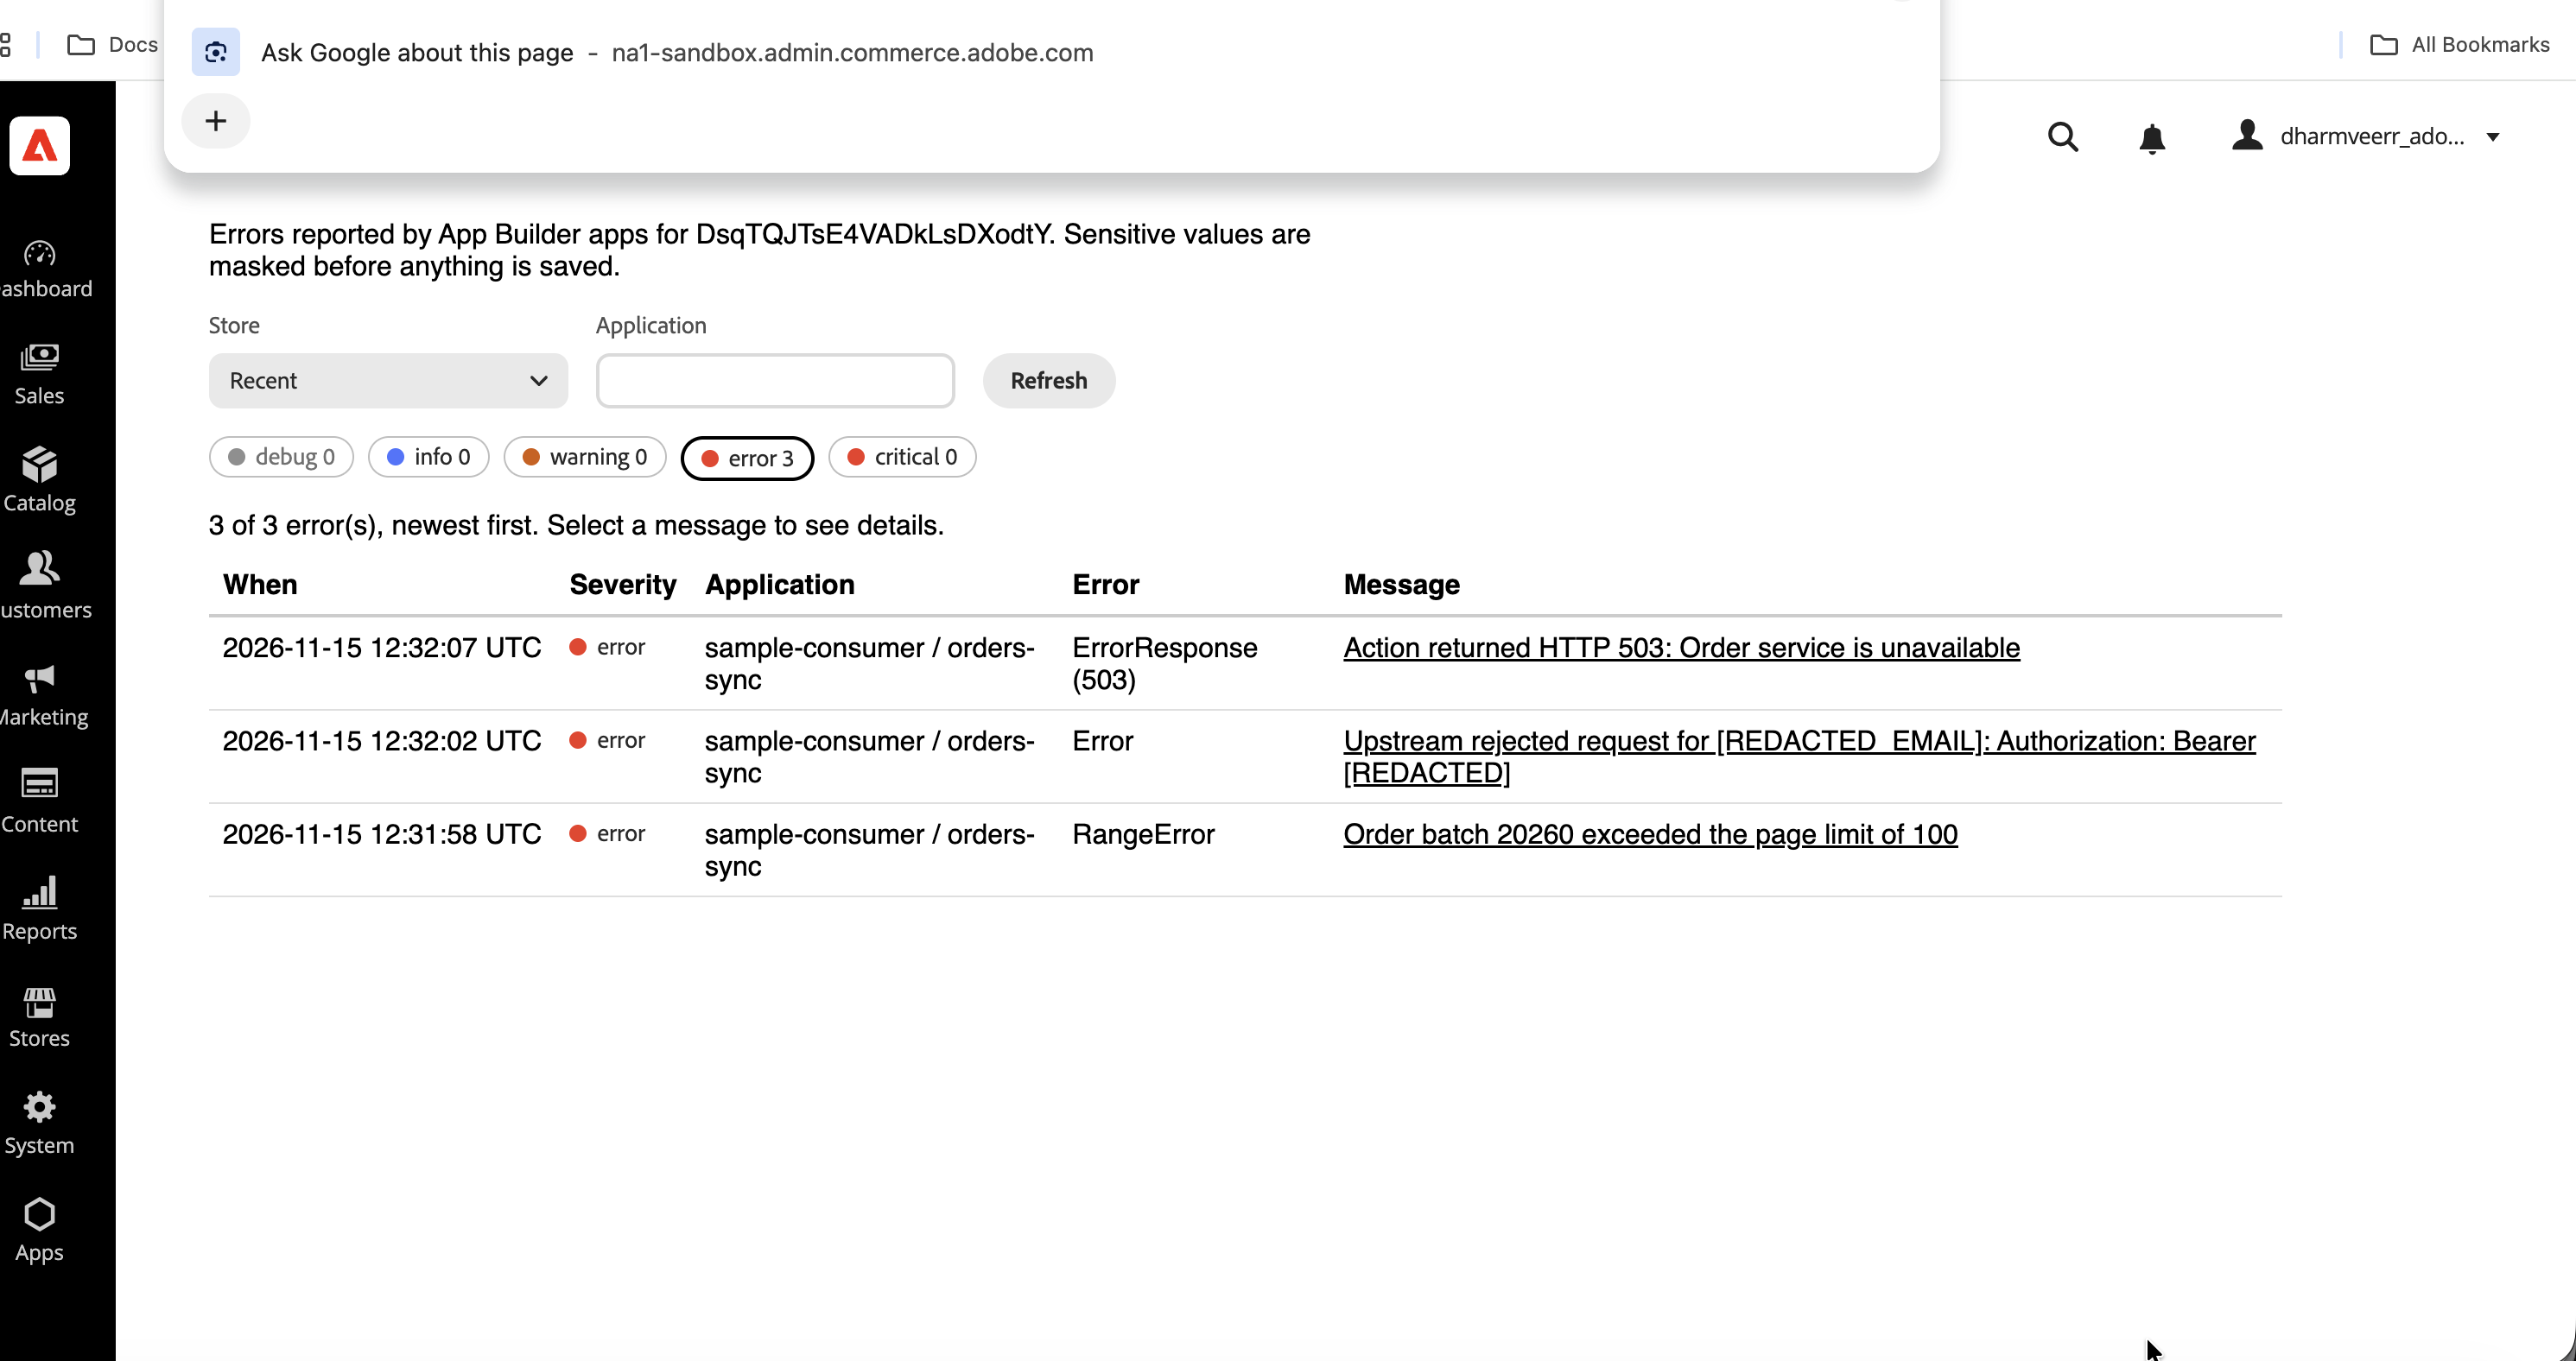 Docs
Ask Google about this page - na1-sandbox.admin.commerce.adobe.com
All Bookmarks
+
dharmveerr_ado...
ashboard
Sales
Catalog
ustomers
Marketing
Content
Reports
Stores
System
Apps
Errors reported by App Builder apps for DsqTQJTsE4VADkLsDXodtY. Sensitive values are
masked before anything is saved.
Store
Application
Recent
Refresh
debug 0
info 0
warning 0
error 3
critical 0
3 of 3 error(s), newest first. Select a message to see details.
When Severity Application Error Message
2026-11-15 12:32:07 UTC error sample-consumer / orders-
sync
ErrorResponse
(503)
Action returned HTTP 503: Order service is unavailable
2026-11-15 12:32:02 UTC error sample-consumer / orders-
sync
Error
Upstream rejected request for [REDACTED_EMAIL]: Authorization: Bearer
[REDACTED]
2026-11-15 12:31:58 UTC error sample-consumer / orders-
sync
RangeError
Order batch 20260 exceeded the page limit of 100